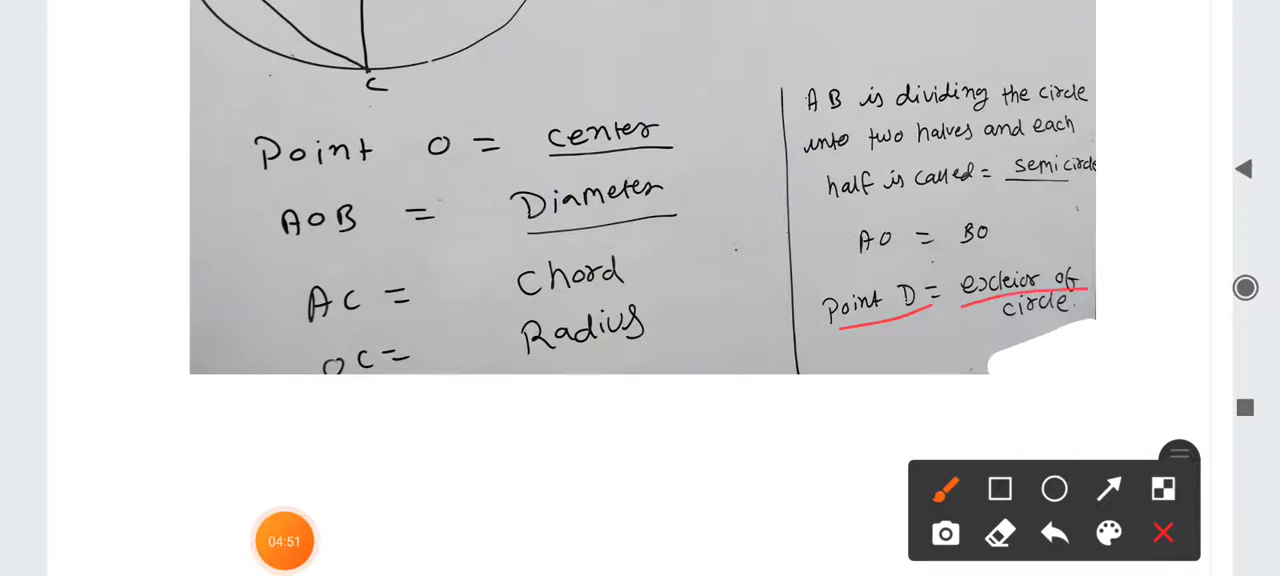 C
Point O = center
AOB = Diameter
AC = Chord
OC = Radius
AB is dividing the circle
into two halves and each
half is called = semicircle
AO = BO
Point D = exteior of
circle.
04:51